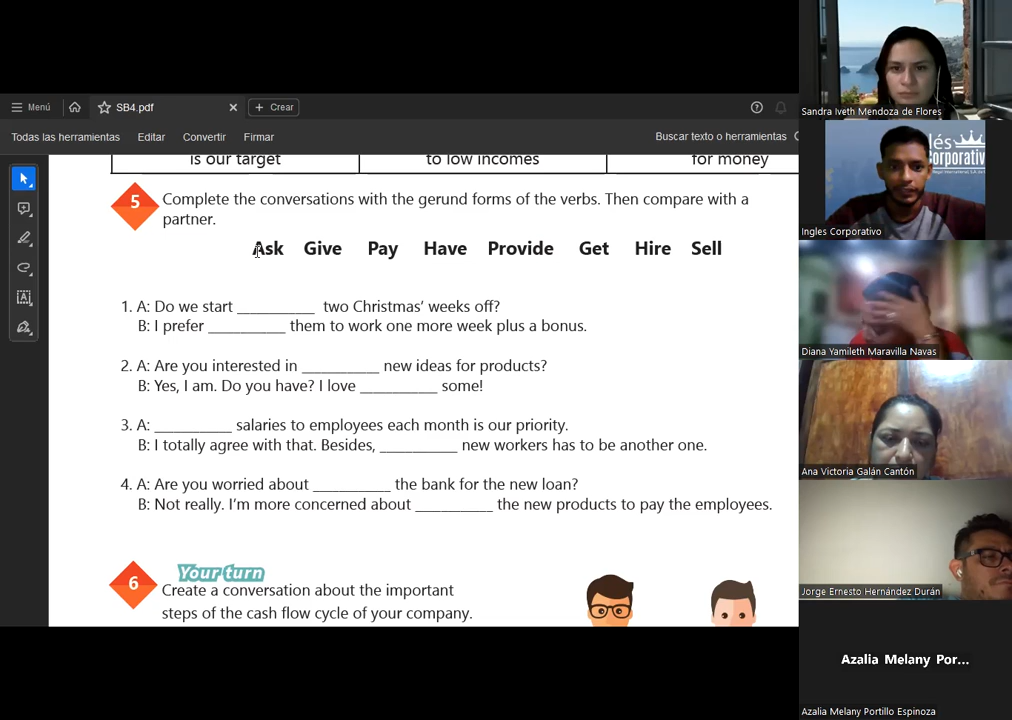 Menú
SB4.pdf
Crear
Todas las herramientas
Editar
Convertir
Firmar
Buscar texto o herramientas
is our target
to low incomes
for money
5
Complete the conversations with the gerund forms of the verbs. Then compare with a
partner.
Ask Give Pay Have Provide Get Hire Sell
1. A: Do we start __________ two Christmas’ weeks off?
B: I prefer __________ them to work one more week plus a bonus.
2. A: Are you interested in __________ new ideas for products?
B: Yes, I am. Do you have? I love __________ some!
3. A: __________ salaries to employees each month is our priority.
B: I totally agree with that. Besides, __________ new workers has to be another one.
4. A: Are you worried about __________ the bank for the new loan?
B: Not really. I’m more concerned about __________ the new products to pay the employees.
6
Your turn
Create a conversation about the important
steps of the cash flow cycle of your company.
Sandra Iveth Mendoza de Flores
lés
orporativ
Ingles Corporativo
Diana Yamileth Maravilla Navas
Ana Victoria Galán Cantón
Jorge Ernesto Hernández Durán
Azalia Melany Por...
Azalia Melany Portillo Espinoza